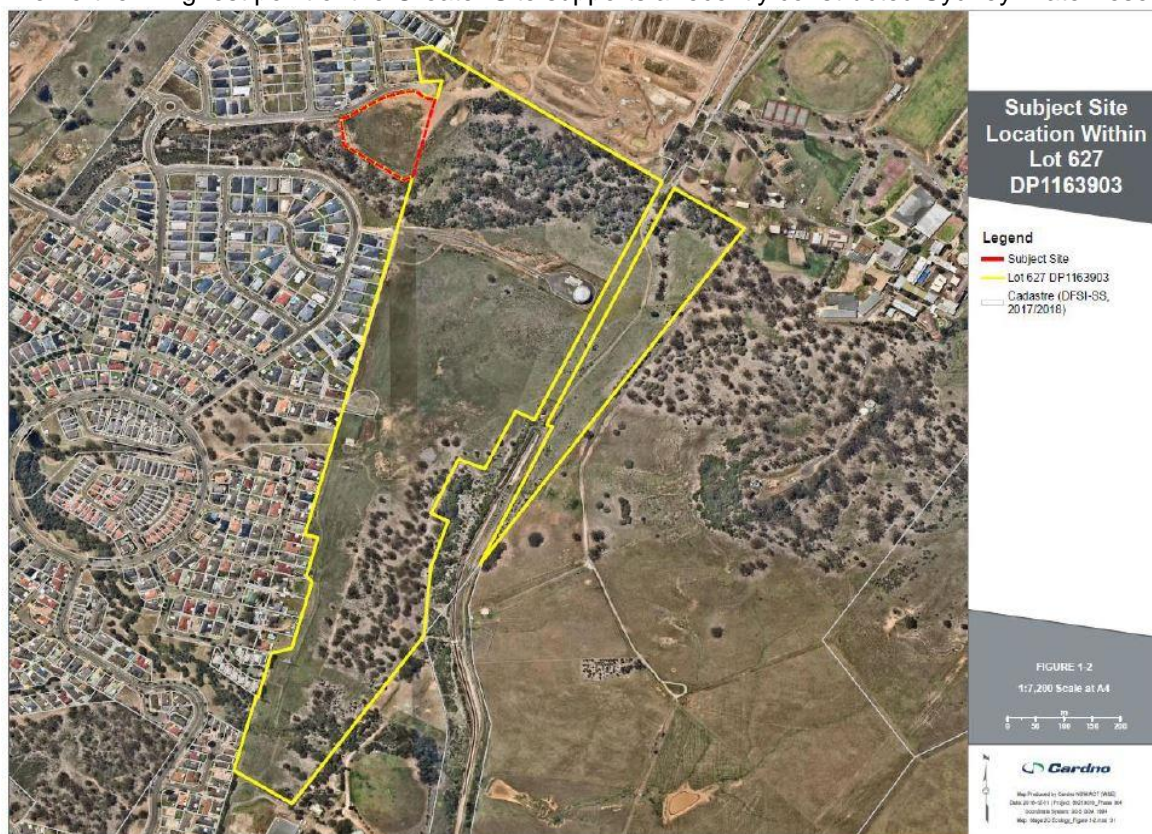 Subject Site
Location Within
Lot 627
DP1163903
Legend
Subject Site
Lot 627 DP1163903
Cadastre (DFSI-SS,
2017/2018)
FIGURE 1-2
1:7,200 Scale at A4
0 50 100 150 200
Cardno